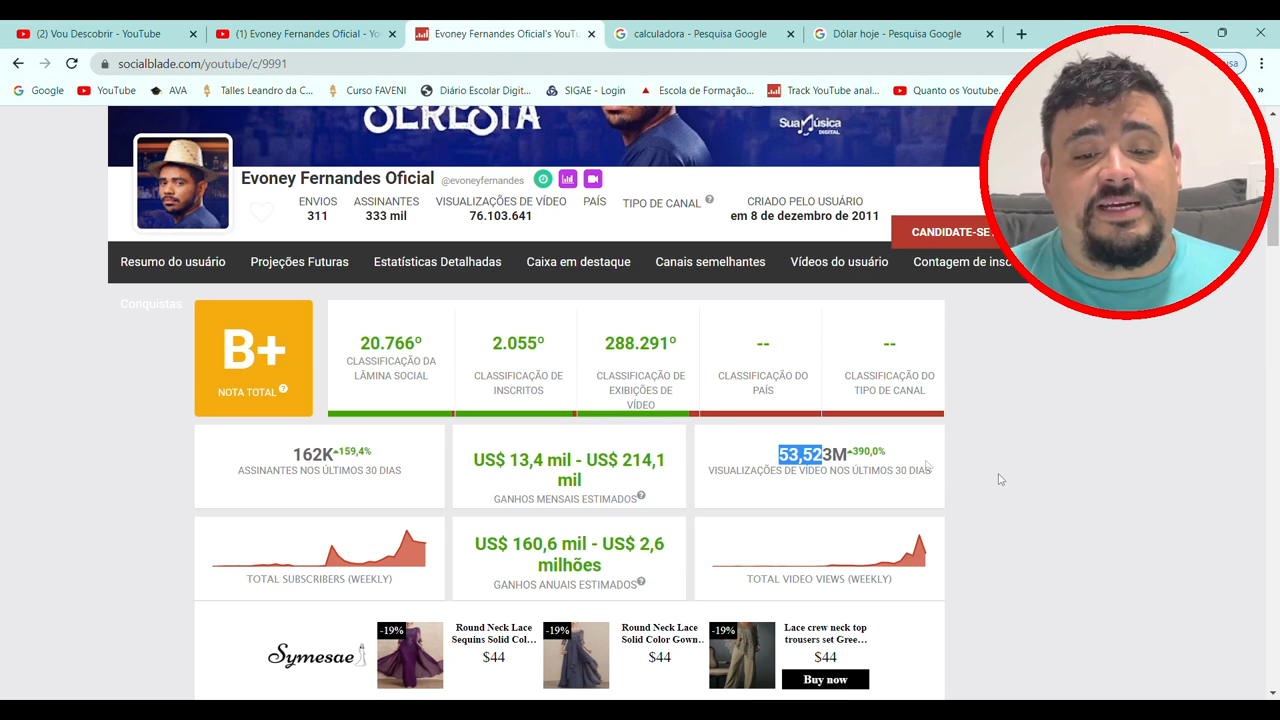 (2) Vou Descobrir - YouTube
(1) Evoney Fernandes Oficial - Yo
Evoney Fernandes Oficial's YouTu
calculadora - Pesquisa Google
Dólar hoje - Pesquisa Google
socialblade.com/youtube/c/9991
usa
Google
YouTube
AVA
Talles Leandro da C...
Curso FAVENI
Diário Escolar Digit...
SIGAE - Login
Escola de Formação...
Track YouTube anal...
Quanto os Youtube...
SERESTA
SuaMúsica
DIGITAL
Evoney Fernandes Oficial @evoneyfernandes
ENVIOS
311
ASSINANTES
333 mil
VISUALIZAÇÕES DE VÍDEO
76.103.641
PAÍS
TIPO DE CANAL
CRIADO PELO USUÁRIO
em 8 de dezembro de 2011
CANDIDATE-SE
Resumo do usuário
Projeções Futuras
Estatísticas Detalhadas
Caixa em destaque
Canais semelhantes
Vídeos do usuário
Contagem de insc
Conquistas
B+
NOTA TOTAL
20.766º
CLASSIFICAÇÃO DA
LÂMINA SOCIAL
2.055º
CLASSIFICAÇÃO DE
INSCRITOS
288.291º
CLASSIFICAÇÃO DE
EXIBIÇÕES DE
VÍDEO
--
CLASSIFICAÇÃO DO
PAÍS
--
CLASSIFICAÇÃO DO
TIPO DE CANAL
162K 159,4%
ASSINANTES NOS ÚLTIMOS 30 DIAS
US$ 13,4 mil - US$ 214,1
mil
GANHOS MENSAIS ESTIMADOS
53,523M 390,0%
VISUALIZAÇÕES DE VÍDEO NOS ÚLTIMOS 30 DIAS
TOTAL SUBSCRIBERS (WEEKLY)
US$ 160,6 mil - US$ 2,6
milhões
GANHOS ANUAIS ESTIMADOS
TOTAL VIDEO VIEWS (WEEKLY)
Symesae
-19%
Round Neck Lace
Sequins Solid Col...
$44
-19%
Round Neck Lace
Solid Color Gown..
$44
-19%
Lace crew neck top
trousers set Gree...
$44
Buy now